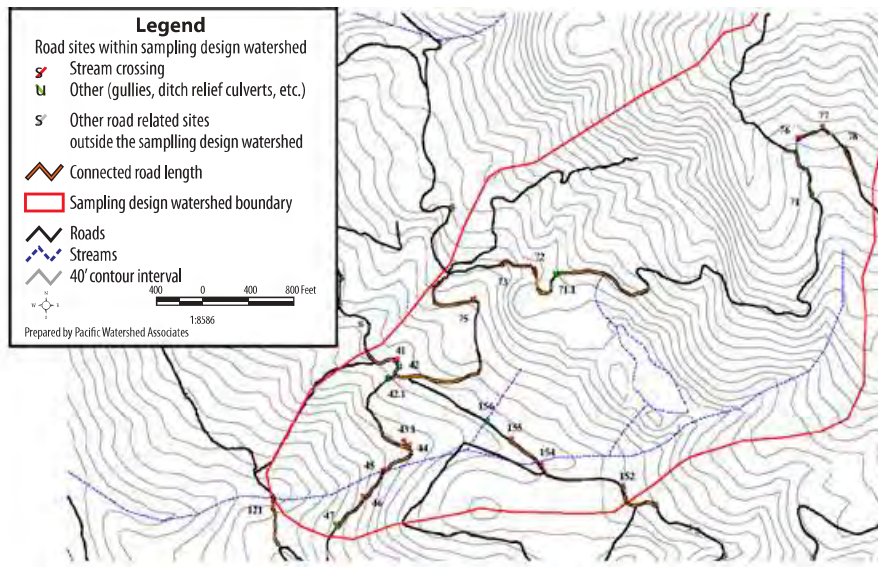 Legend
Road sites within sampling design watershed
Stream crossing
Other (gullies, ditch relief culverts, etc.)
Other road related sites
outside the samplling design watershed
Connected road length
Sampling design watershed boundary
Roads
Streams
40' contour interval
400 0 400 800 Feet
1:8586
Prepared by Pacific Watershed Associates
N
W E
S
77
76
78
71
72
73
71.1
75
41
42
42.1
156
155
43.1
44
154
45
152
46
121
47